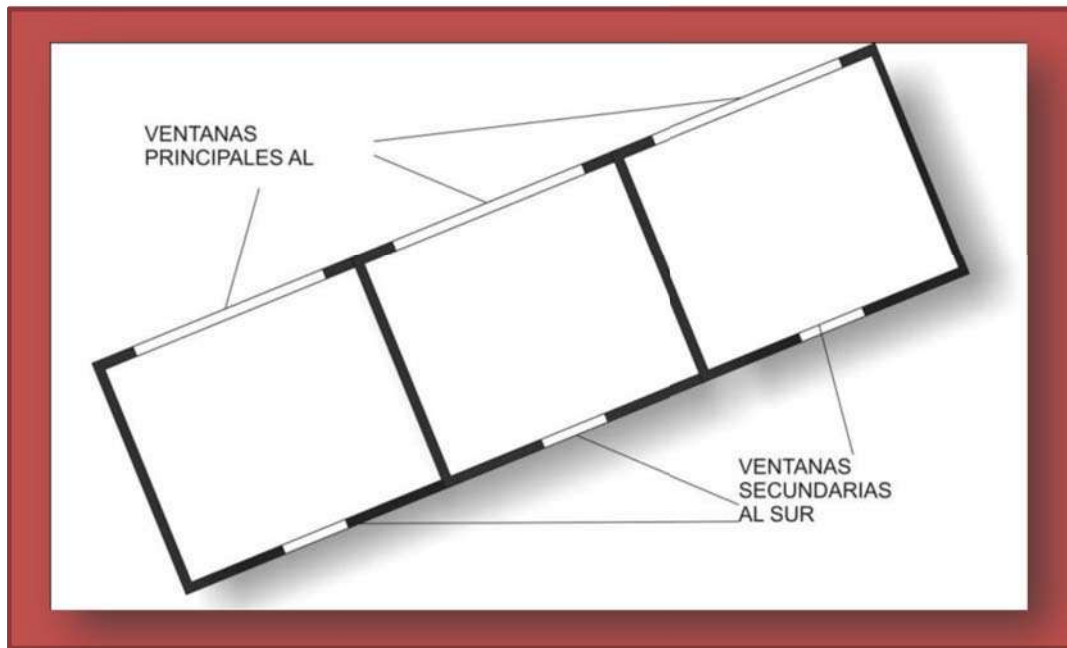 VENTANAS
PRINCIPALES AL
VENTANAS
SECUNDARIAS
AL SUR